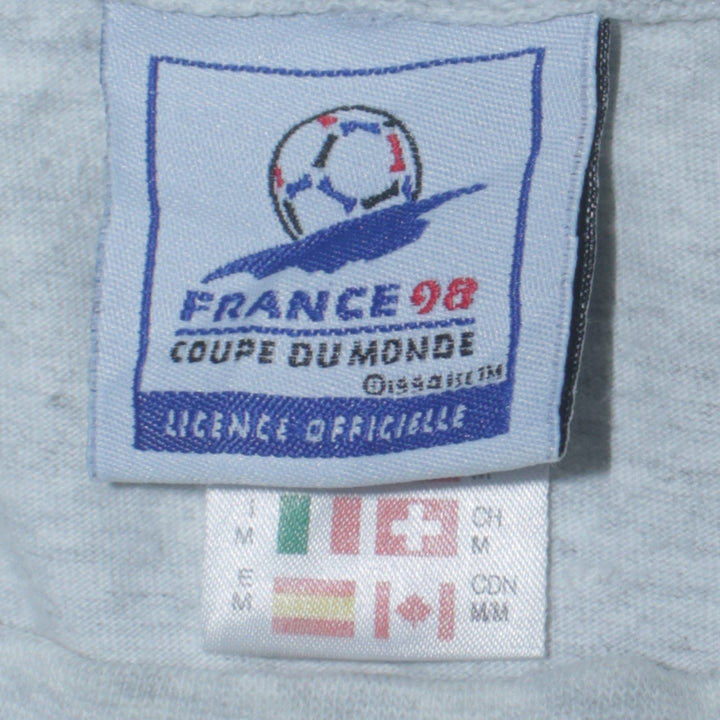 FRANCE 98
COUPE DU MONDE
LICENCE OFFICIELLE
M
I
M
CH
M
E
M
CDN
M/M